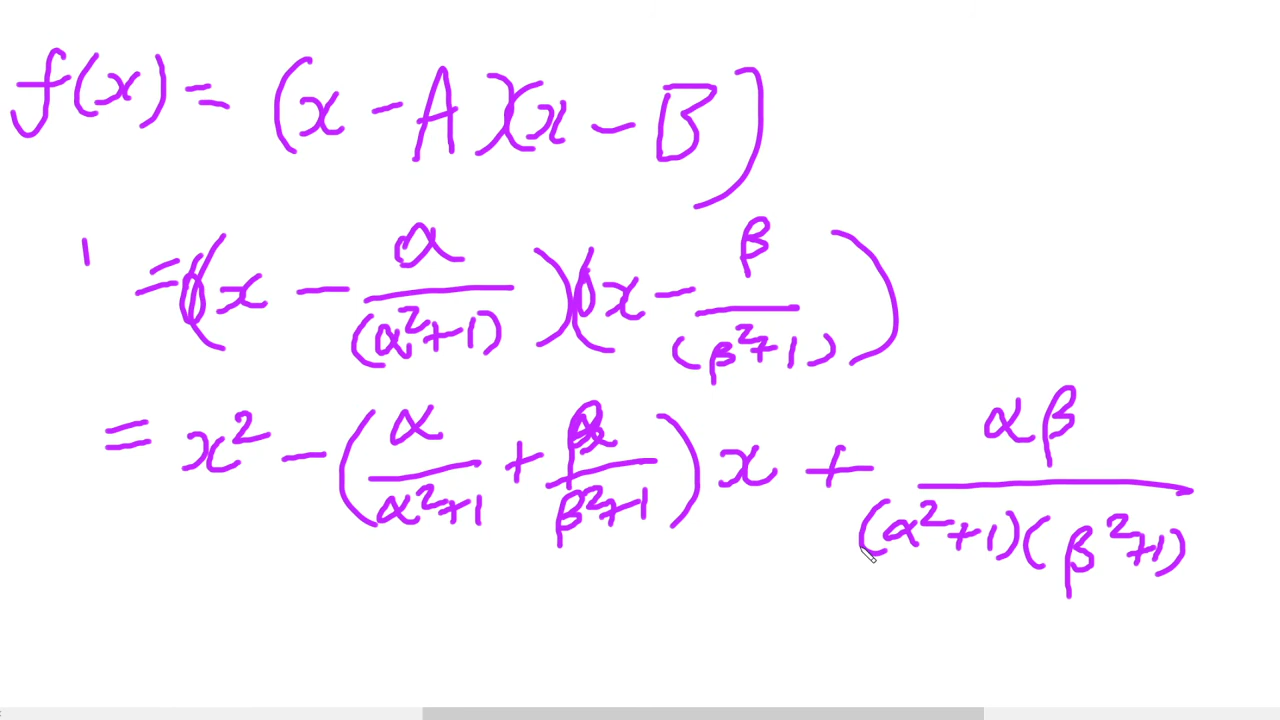 f(x) = (x - A)(x - B)
= (x - α/(α²+1))(x - β/(β²+1))
= x² - (α/α²+1 + β/β²+1)x + αβ/(α²+1)(β²+1)